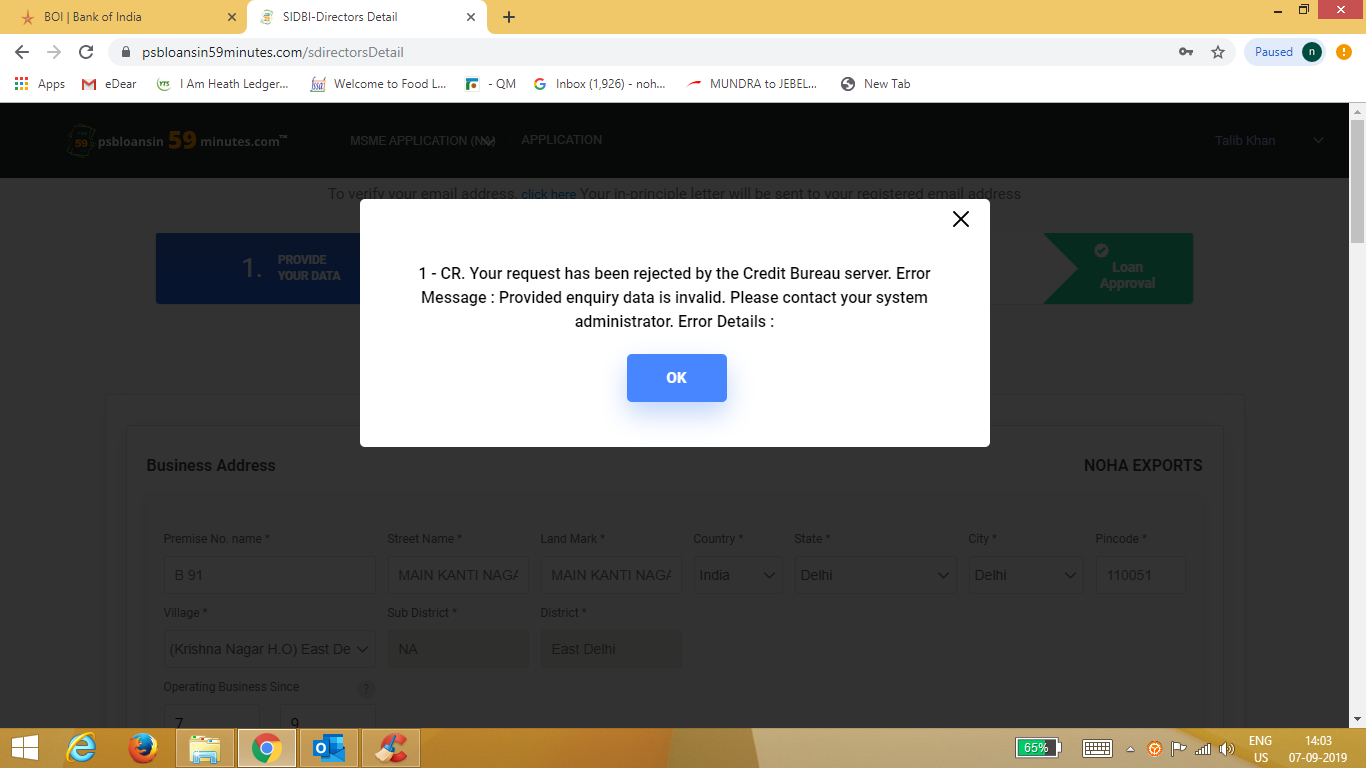 BOI | Bank of India
SIDBI-Directors Detail
psbloansin59minutes.com/sdirectorsDetail
Paused n
Apps
eDear
I Am Heath Ledger...
Welcome to Food L...
- QM
Inbox (1,926) - noh...
MUNDRA to JEBEL...
New Tab
psbloansin 59 minutes.com™
MSME APPLICATION
APPLICATION
Talib Khan
To verify your email address, click here Your in-principle letter will be sent to your registered email address
1. PROVIDE
YOUR DATA
Loan
Approval
1 - CR. Your request has been rejected by the Credit Bureau server. Error
Message : Provided enquiry data is invalid. Please contact your system
administrator. Error Details :
OK
Business Address
NOHA EXPORTS
Premise No. name * Street Name * Land Mark * Country * State * City * Pincode *
B 91 MAIN KANTI NAGA MAIN KANTI NAGA India Delhi Delhi 110051
Village * Sub District * District *
(Krishna Nagar H.O) East De NA East Delhi
Operating Business Since ?
7 9
65%
ENG
US
14:03
07-09-2019